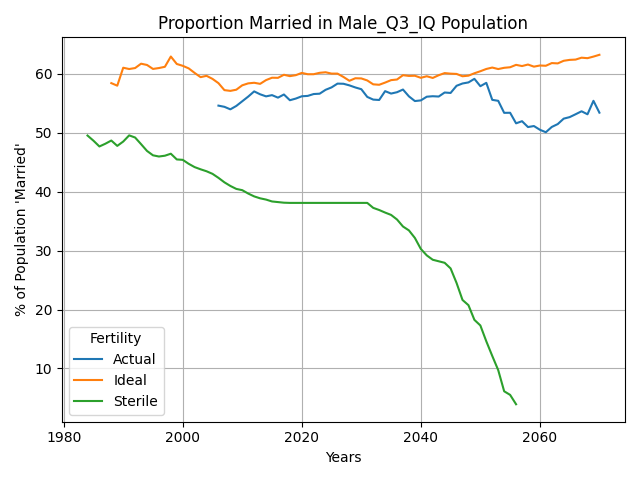 Proportion Married in Male_Q3_IQ Population
% of Population 'Married'
60
50
40
30
20
10
Fertility
Actual
Ideal
Sterile
1980
2000
2020
2040
2060
Years